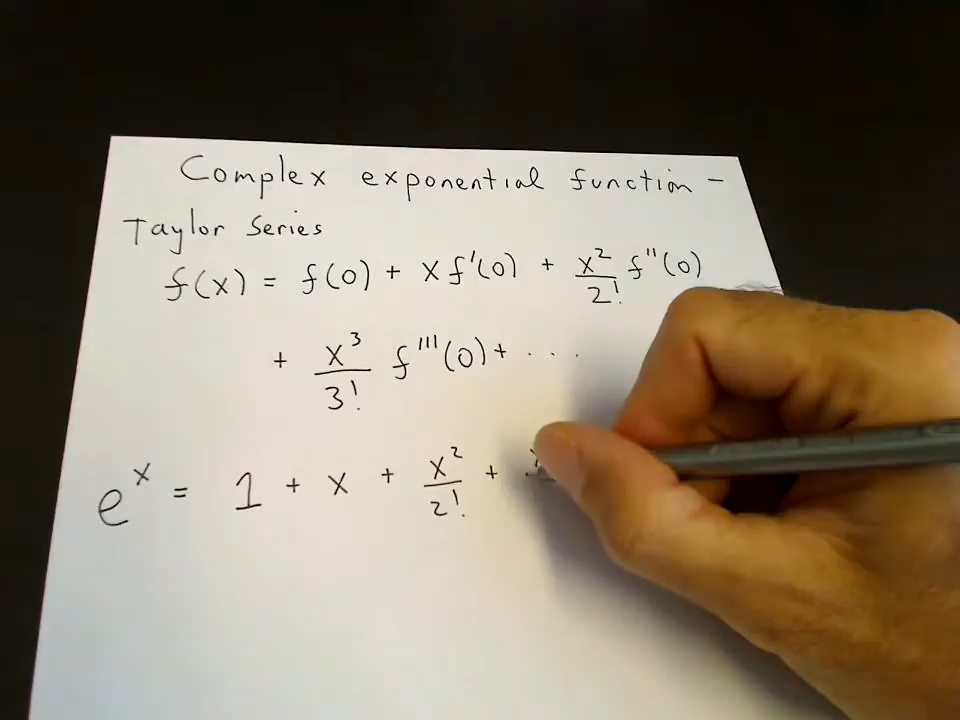 Complex exponential function -
Taylor Series
f(x) = f(0) + x f'(0) + x²/2! f''(0)
+ x³/3! f'''(0) + ...
eˣ = 1 + x + x²/2! +